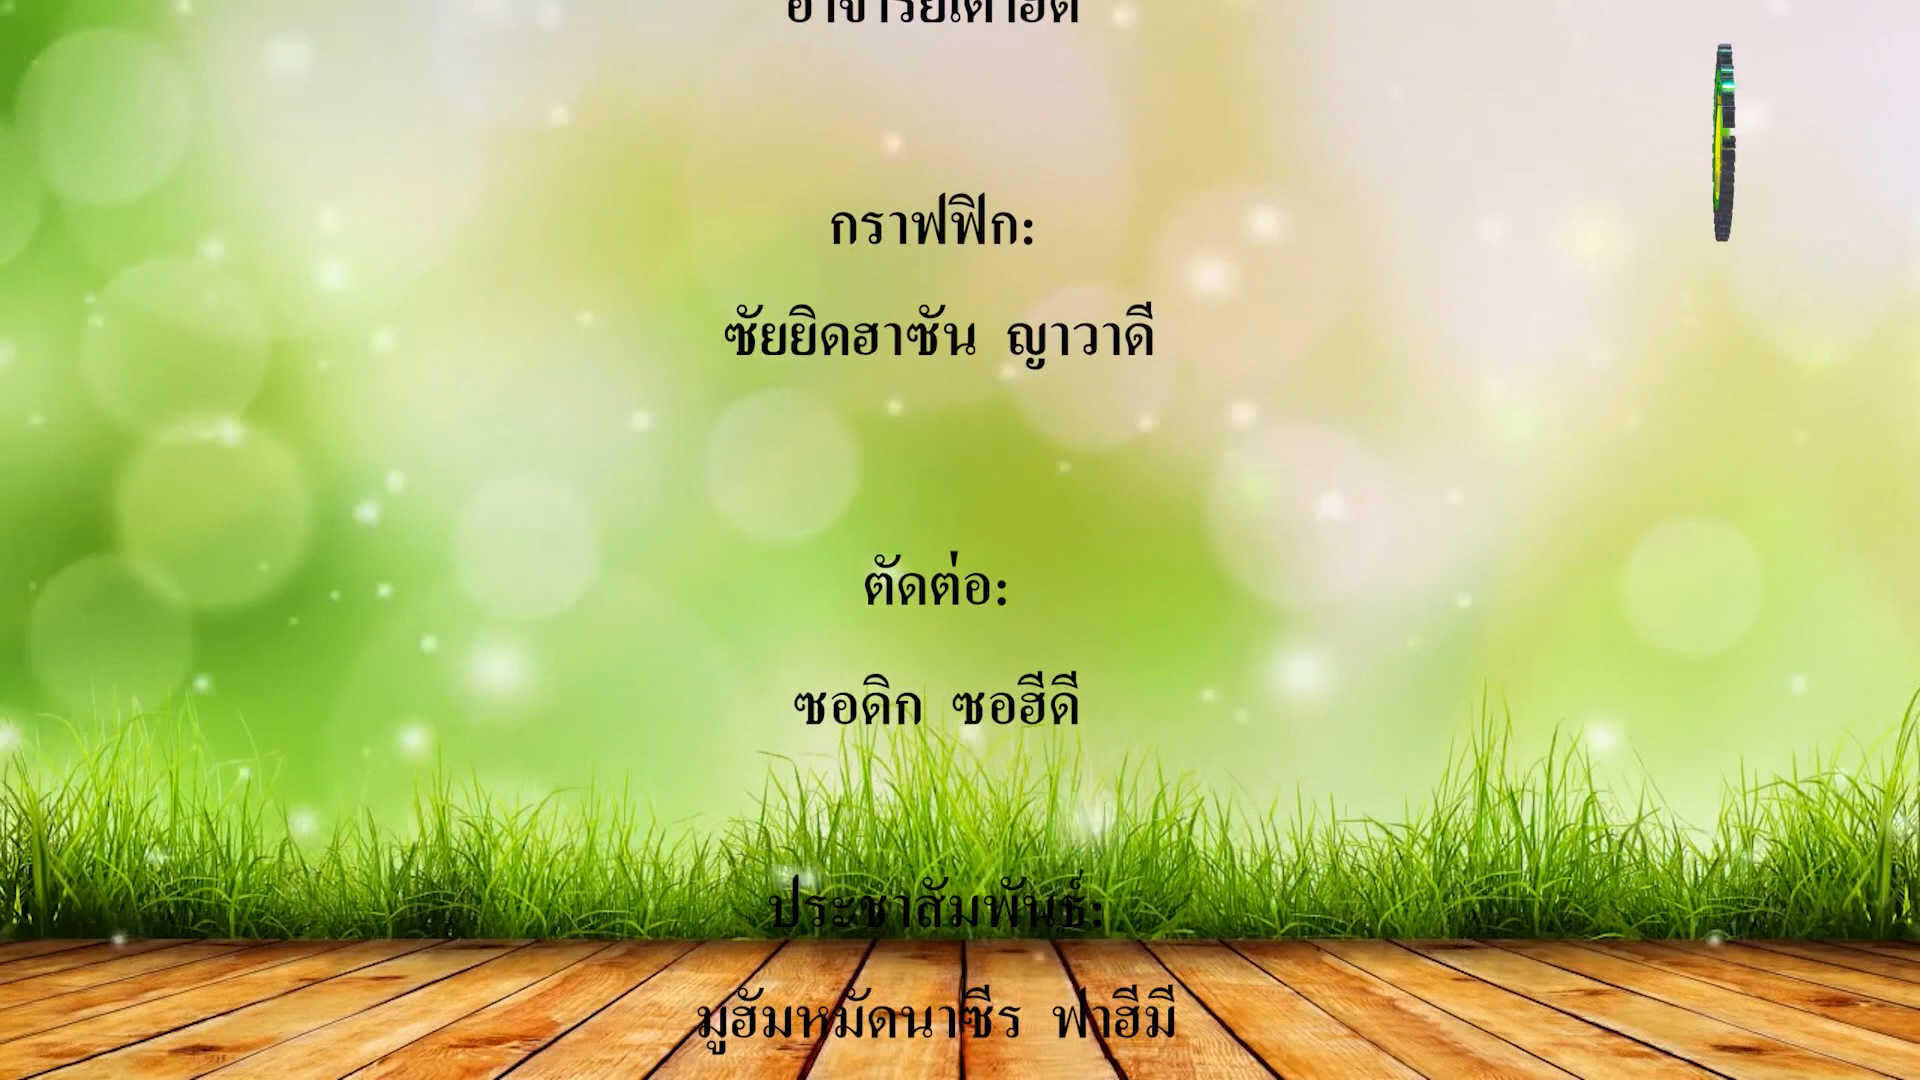 กราฟฟิก:
ซัยยิดฮาซัน ญาวาดี
ตัดต่อ:
ซอดิก ซอฮีดี
ประชาสัมพันธ์:
มูฮัมหมัดนาซีร ฟาฮีมี